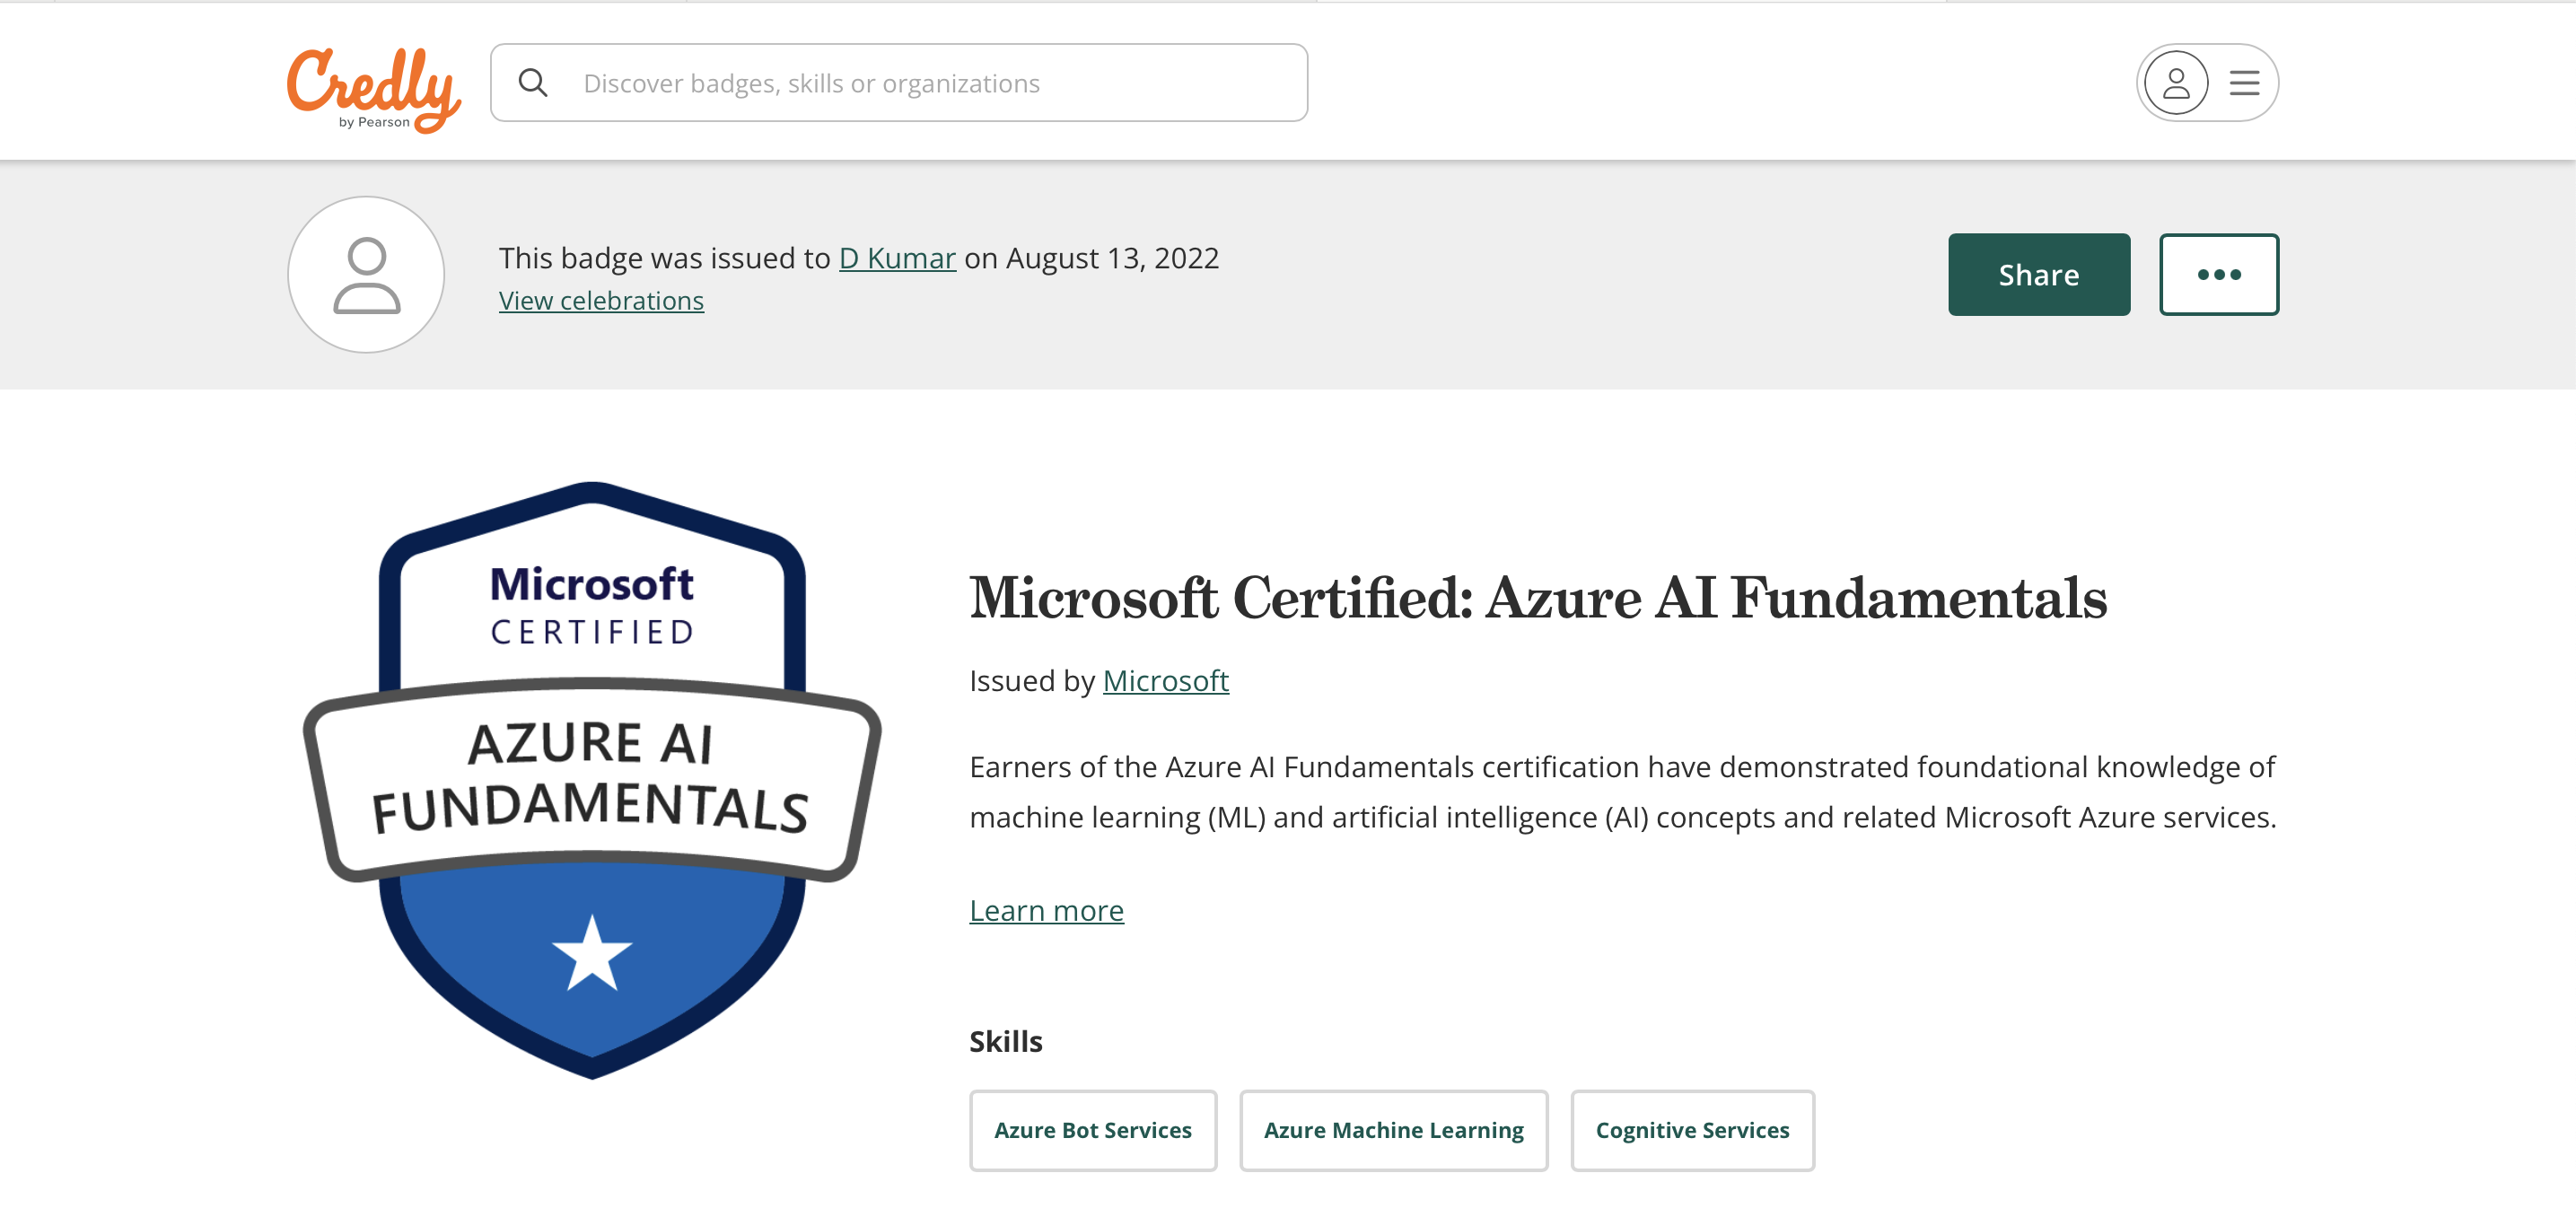 Credly
by Pearson
Discover badges, skills or organizations
This badge was issued to D Kumar on August 13, 2022
View celebrations
Share
Microsoft
CERTIFIED
AZURE AI
FUNDAMENTALS
Microsoft Certified: Azure AI Fundamentals
Issued by Microsoft
Earners of the Azure AI Fundamentals certification have demonstrated foundational knowledge of
machine learning (ML) and artificial intelligence (AI) concepts and related Microsoft Azure services.
Learn more
Skills
Azure Bot Services
Azure Machine Learning
Cognitive Services